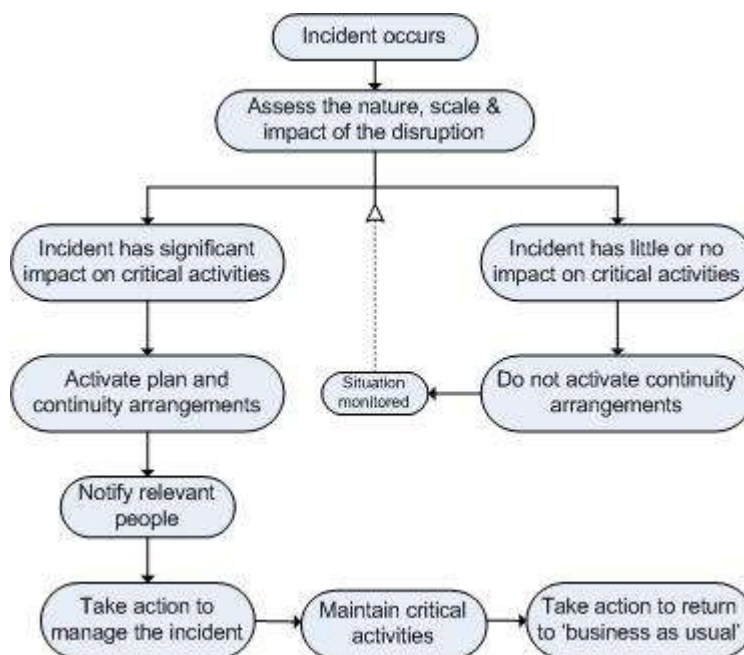 Incident occurs
Assess the nature, scale &
impact of the disruption
Incident has significant
impact on critical activities
Incident has little or no
impact on critical activities
Activate plan and
continuity arrangements
Situation
monitored
Do not activate continuity
arrangements
Notify relevant
people
Take action to
manage the incident
Maintain critical
activities
Take action to return
to 'business as usual'